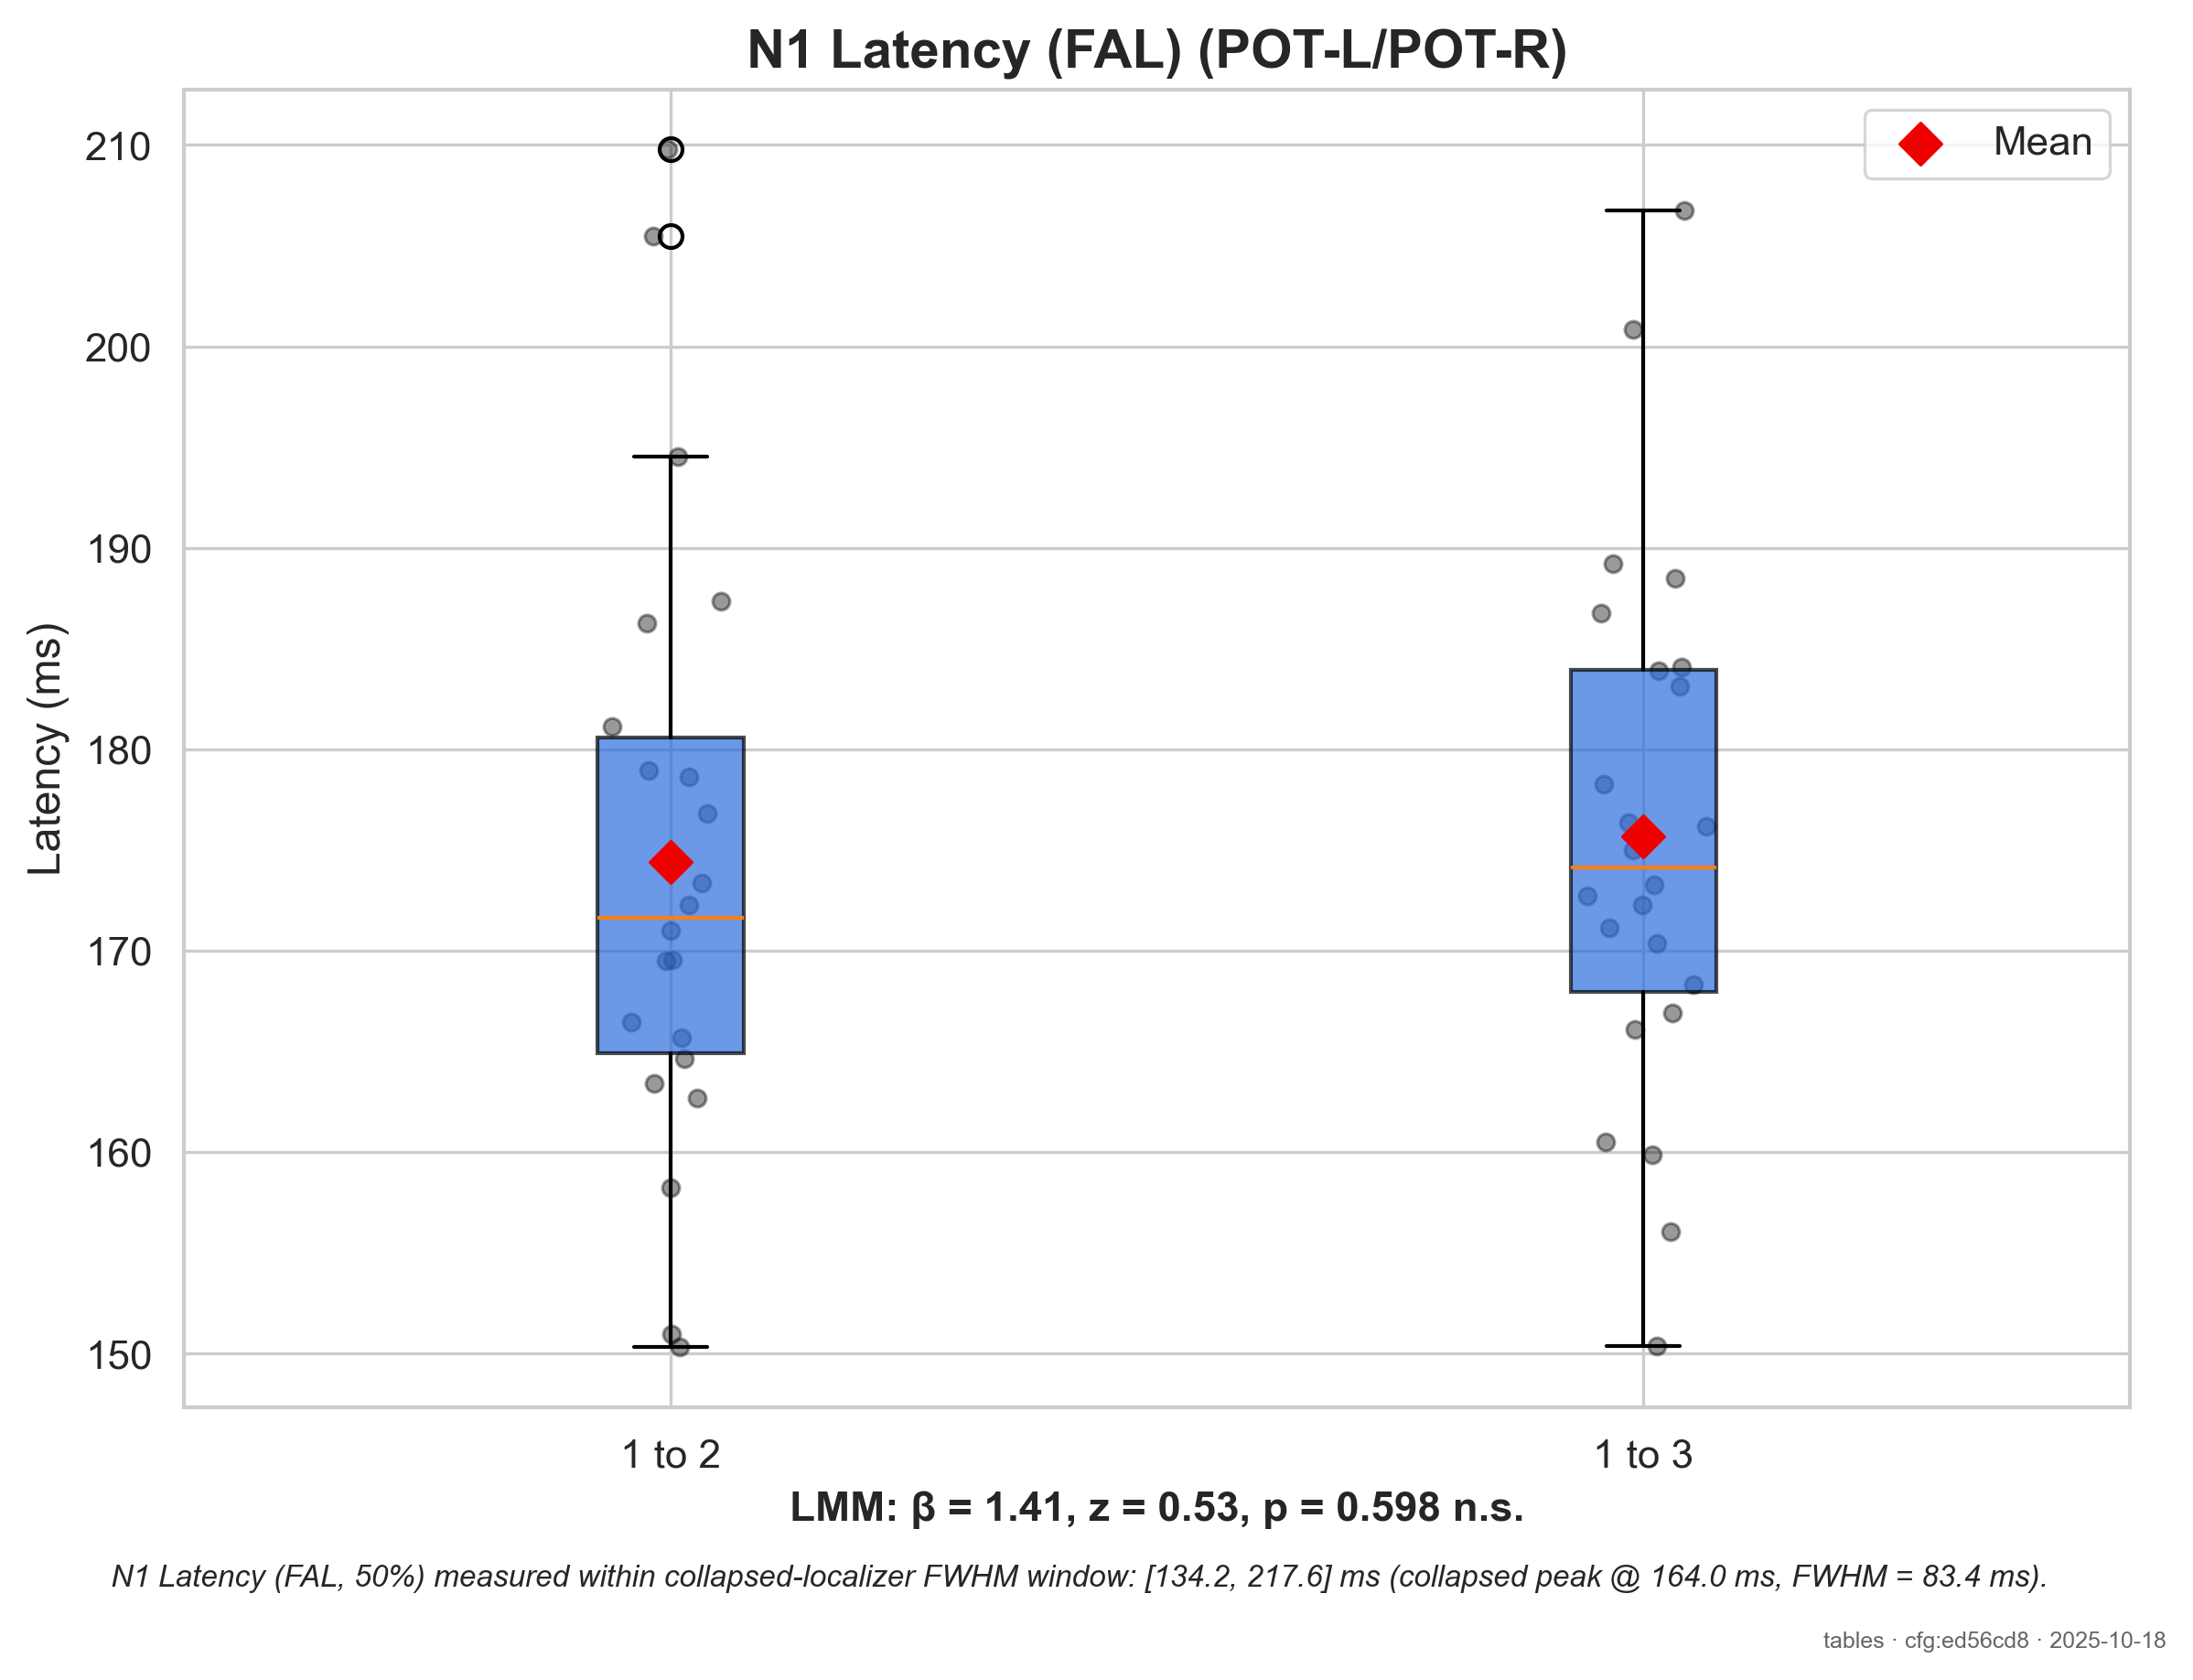 N1 Latency (FAL) (POT-L/POT-R)
Mean
210
200
190
180
170
160
150
Latency (ms)
1 to 2
1 to 3
LMM: β = 1.41, z = 0.53, p = 0.598 n.s.
N1 Latency (FAL, 50%) measured within collapsed-localizer FWHM window: [134.2, 217.6] ms (collapsed peak @ 164.0 ms, FWHM = 83.4 ms).
tables · cfg:ed56cd8 · 2025-10-18